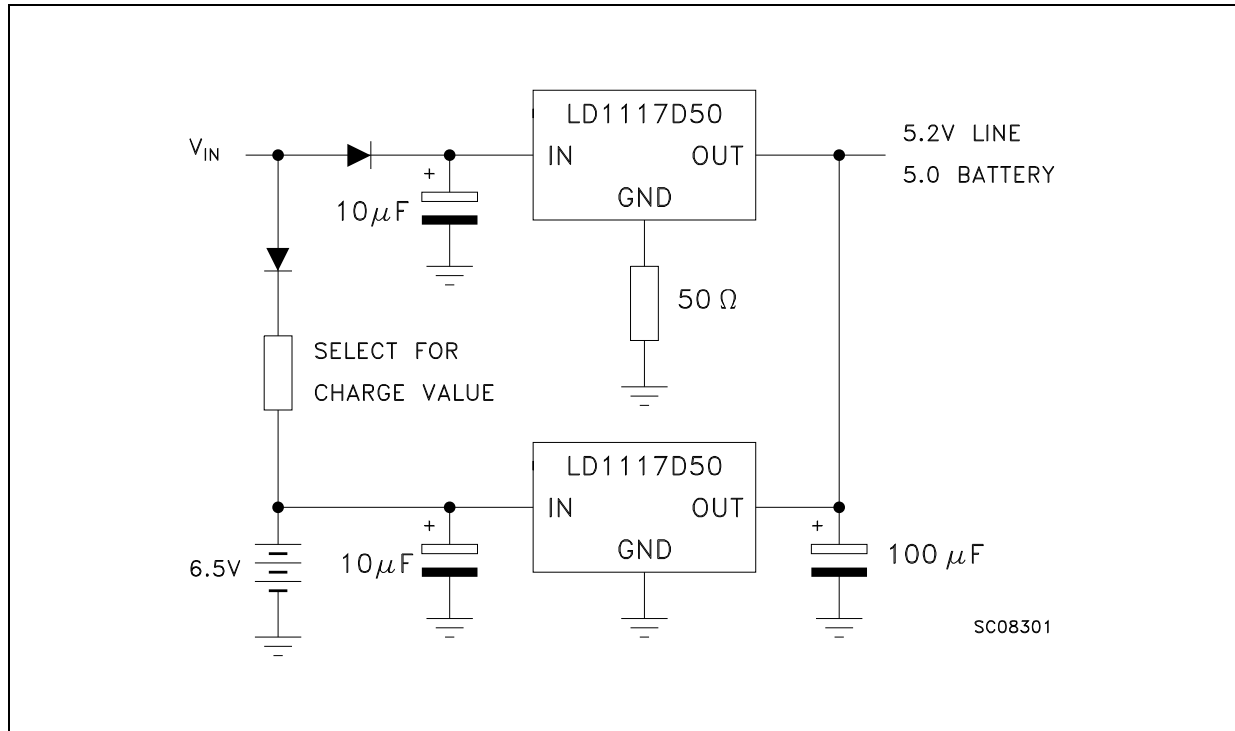 LD1117D50
V_IN
IN OUT
5.2V LINE
5.0 BATTERY
+
10μF
GND
50 Ω
SELECT FOR
CHARGE VALUE
LD1117D50
IN OUT
GND
6.5V
+
10μF
+
100 μF
SC08301